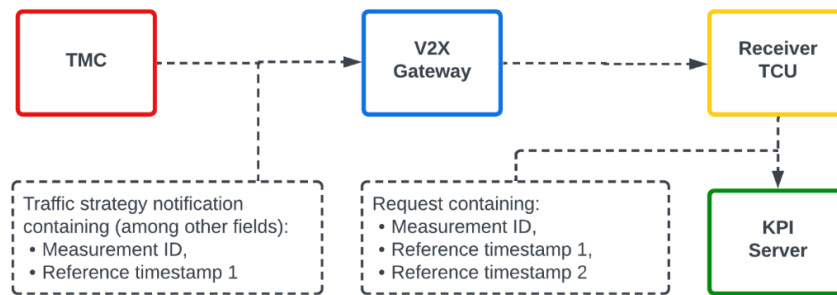 TMC
V2X
Gateway
Receiver
TCU
Traffic strategy notification
containing (among other fields):
• Measurement ID,
• Reference timestamp 1
Request containing:
• Measurement ID,
• Reference timestamp 1,
• Reference timestamp 2
KPI
Server